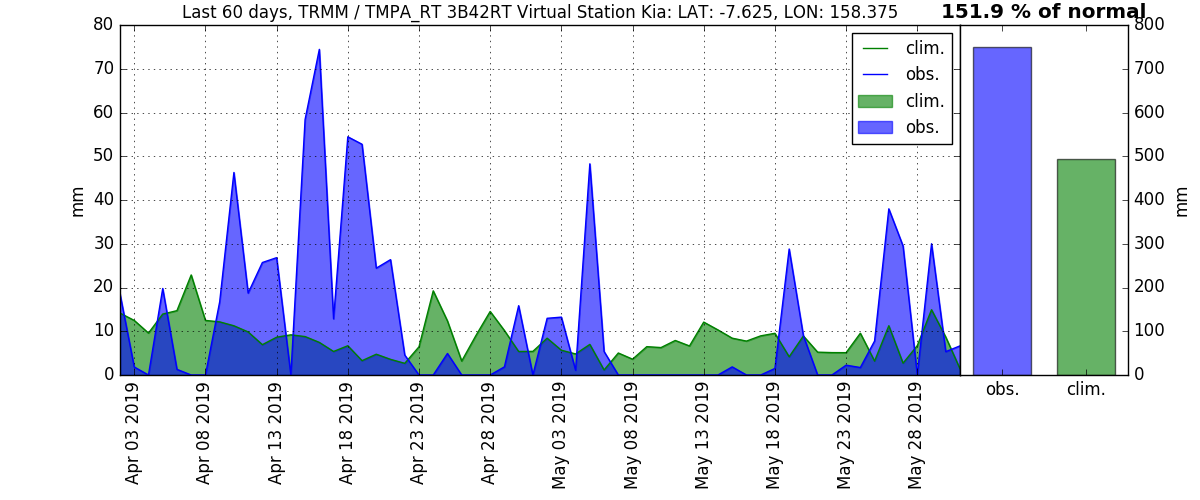 Last 60 days, TRMM / TMPA_RT 3B42RT Virtual Station Kia: LAT: -7.625, LON: 158.375
151.9 % of normal
80
70
60
50
40
30
20
10
0
mm
clim.
obs.
clim.
obs.
Apr 03 2019
Apr 08 2019
Apr 13 2019
Apr 18 2019
Apr 23 2019
Apr 28 2019
May 03 2019
May 08 2019
May 13 2019
May 18 2019
May 23 2019
May 28 2019
800
700
600
500
400
300
200
100
0
mm
obs.
clim.